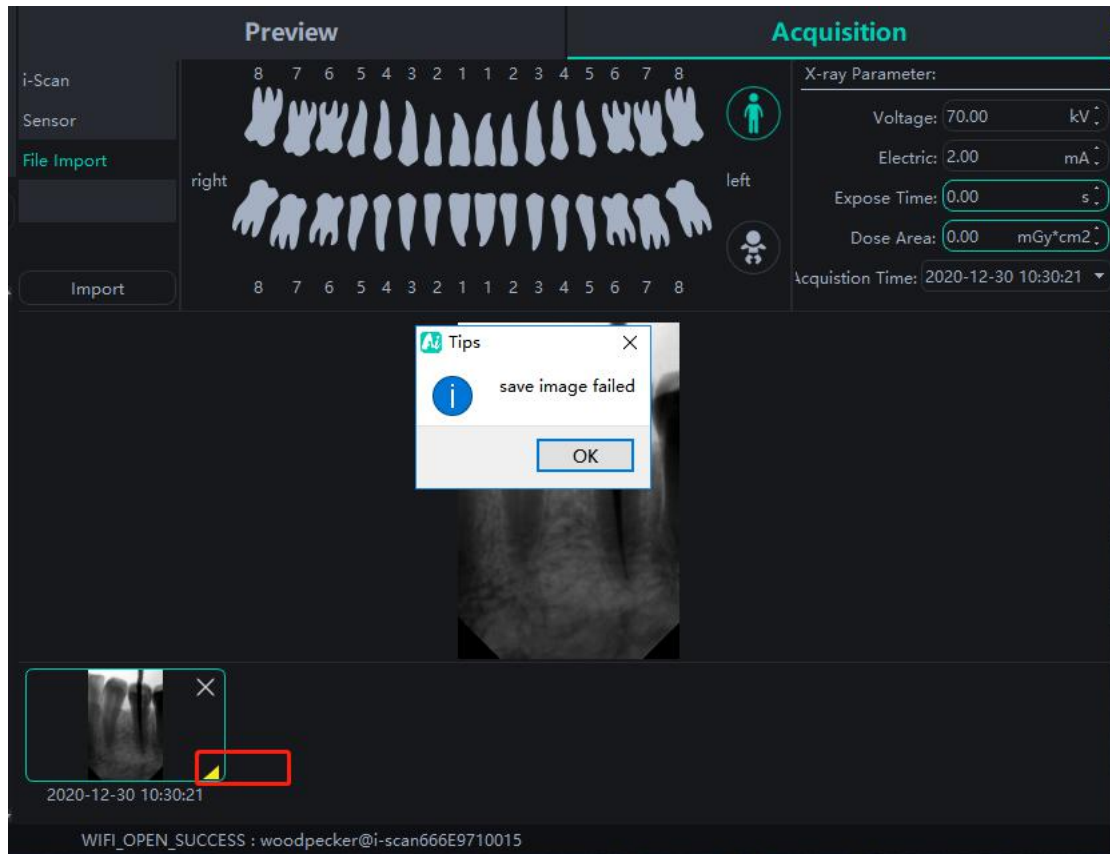 Preview
Acquisition
i-Scan
Sensor
File Import
Import
8 7 6 5 4 3 2 1 1 2 3 4 5 6 7 8
right
left
8 7 6 5 4 3 2 1 1 2 3 4 5 6 7 8
X-ray Parameter:
Voltage: 70.00 kV
Electric: 2.00 mA
Expose Time: 0.00 s
Dose Area: 0.00 mGy*cm2
Acquistion Time: 2020-12-30 10:30:21
Ai Tips
save image failed
OK
2020-12-30 10:30:21
WIFI_OPEN_SUCCESS : woodpecker@i-scan666E9710015